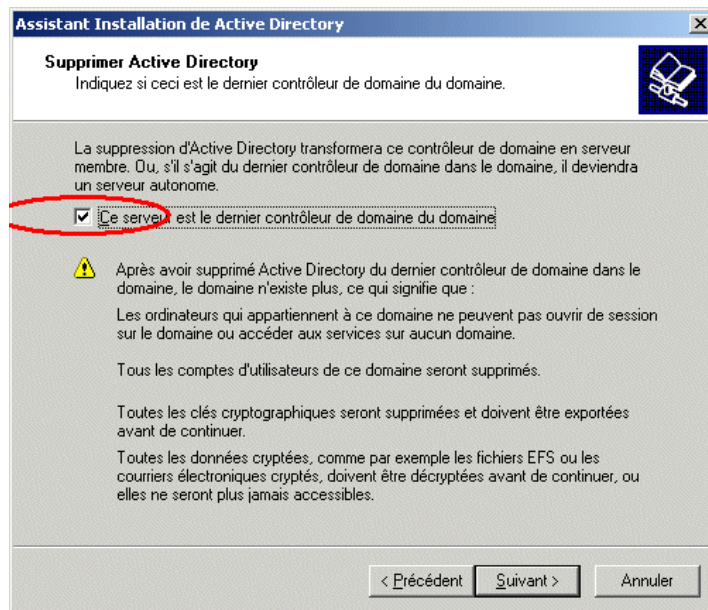 Assistant Installation de Active Directory
Supprimer Active Directory
Indiquez si ceci est le dernier contrôleur de domaine du domaine.
La suppression d'Active Directory transformera ce contrôleur de domaine en serveur
membre. Ou, s'il s'agit du dernier contrôleur de domaine dans le domaine, il deviendra
un serveur autonome.
Ce serveur est le dernier contrôleur de domaine du domaine
Après avoir supprimé Active Directory du dernier contrôleur de domaine dans le
domaine, le domaine n'existe plus, ce qui signifie que :
Les ordinateurs qui appartiennent à ce domaine ne peuvent pas ouvrir de session
sur le domaine ou accéder aux services sur aucun domaine.
Tous les comptes d'utilisateurs de ce domaine seront supprimés.
Toutes les clés cryptographiques seront supprimées et doivent être exportées
avant de continuer.
Toutes les données cryptées, comme par exemple les fichiers EFS ou les
courriers électroniques cryptés, doivent être décryptées avant de continuer, ou
elles ne seront plus jamais accessibles.
< Précédent Suivant > Annuler